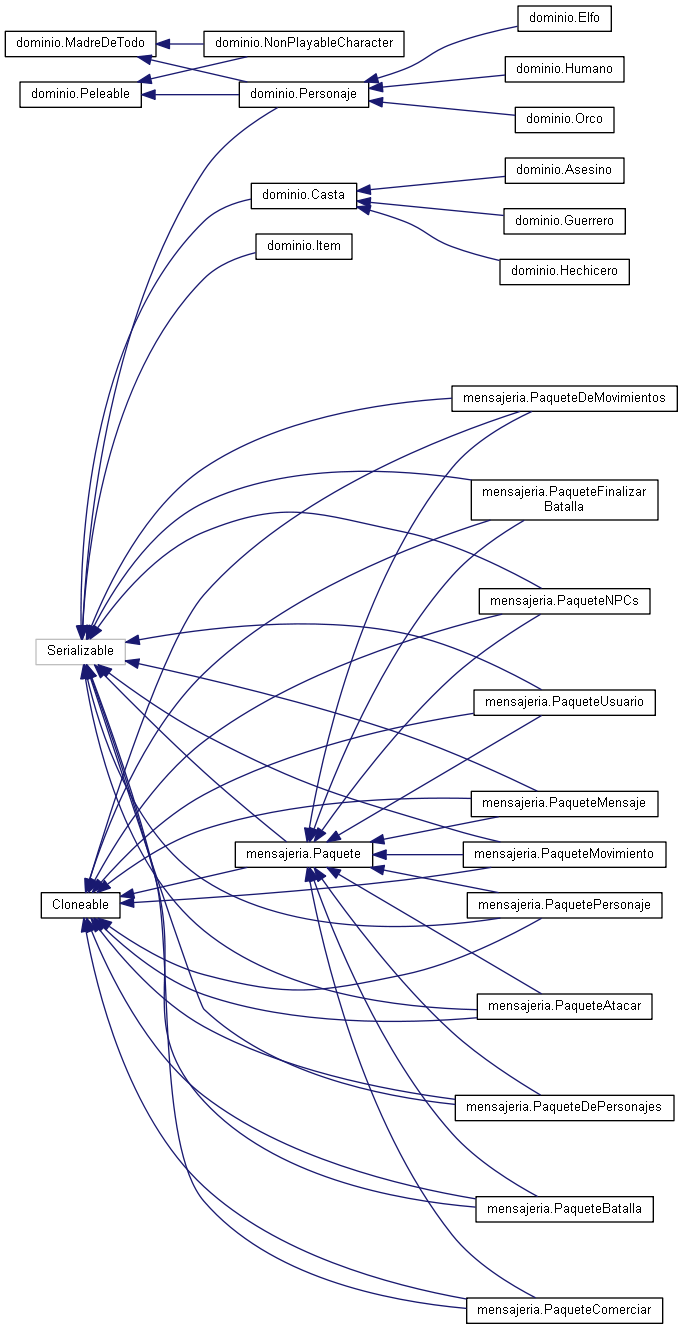 dominio.Elfo
dominio.MadreDeTodo
dominio.NonPlayableCharacter
dominio.Humano
dominio.Peleable
dominio.Personaje
dominio.Orco
dominio.Asesino
dominio.Casta
dominio.Guerrero
dominio.Item
dominio.Hechicero
mensajeria.PaqueteDeMovimientos
mensajeria.PaqueteFinalizar
Batalla
mensajeria.PaqueteNPCs
Serializable
mensajeria.PaqueteUsuario
mensajeria.PaqueteMensaje
mensajeria.Paquete
mensajeria.PaqueteMovimiento
Cloneable
mensajeria.PaquetePersonaje
mensajeria.PaqueteAtacar
mensajeria.PaqueteDePersonajes
mensajeria.PaqueteBatalla
mensajeria.PaqueteComerciar